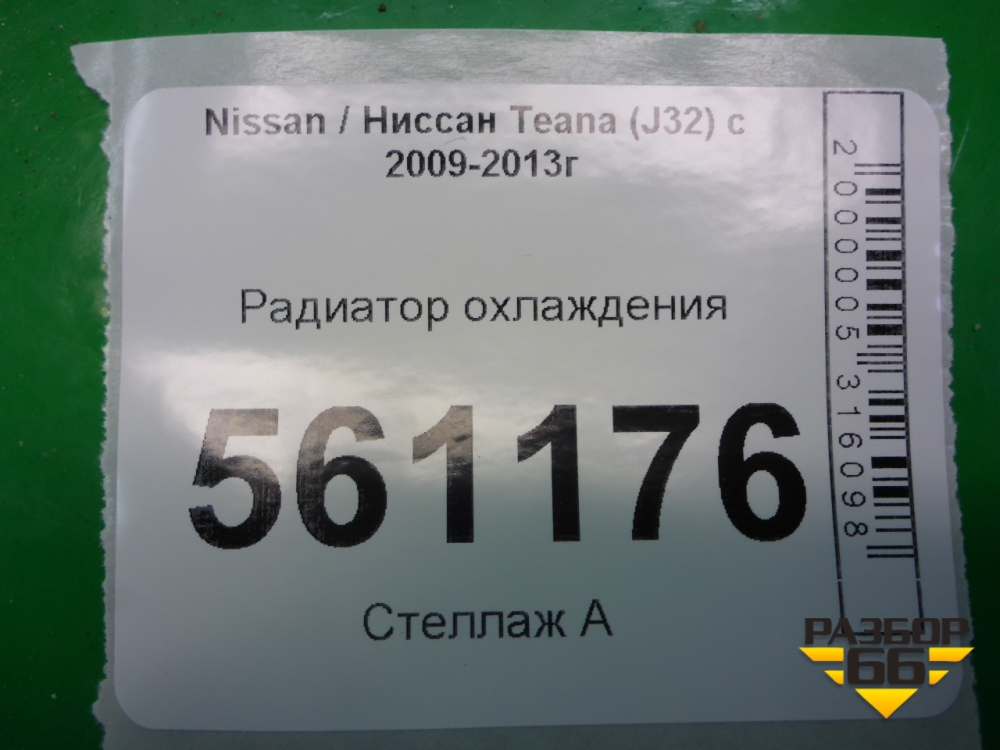 Nissan / Ниссан Teana (J32) с
2009-2013г
Радиатор охлаждения
561176
Стеллаж А
2000005316098
РАЗБОР
66